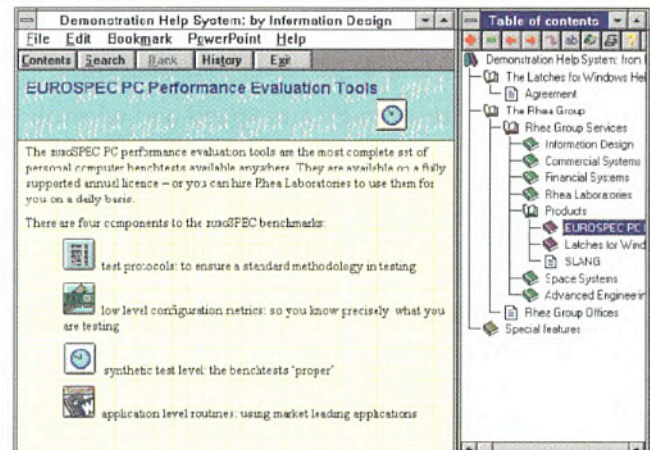 Demonstration Help System: by Information Design
File Edit Bookmark PowerPoint Help
Contents Search Back History Exit
EUROSPEC PC Performance Evaluation Tools
The euroSPEC PC performance evaluation tools are the most complete set of
personal computer benchtests available anywhere. They are available on a fully
supported annual licence – or you can hire Rhea Laboratories to use them for
you on a daily basis.
There are four components to the euroSPEC benchmarks:
test protocols: to ensure a standard methodology in testing
low level configuration metrics: so you know precisely what you
are testing
synthetic test level: the benchtests 'proper'
application level routines: using market leading applications
Table of contents
Demonstration Help System: from I
The Latches for Windows Hel
Agreement
The Rhea Group
Rhea Group Services
Information Design
Commercial Systems
Financial Systems
Rhea Laboratories
Products
EUROSPEC PC
Latches for Wind
SLANG
Space Systems
Advanced Engineerin
Rhea Group Offices
Special features